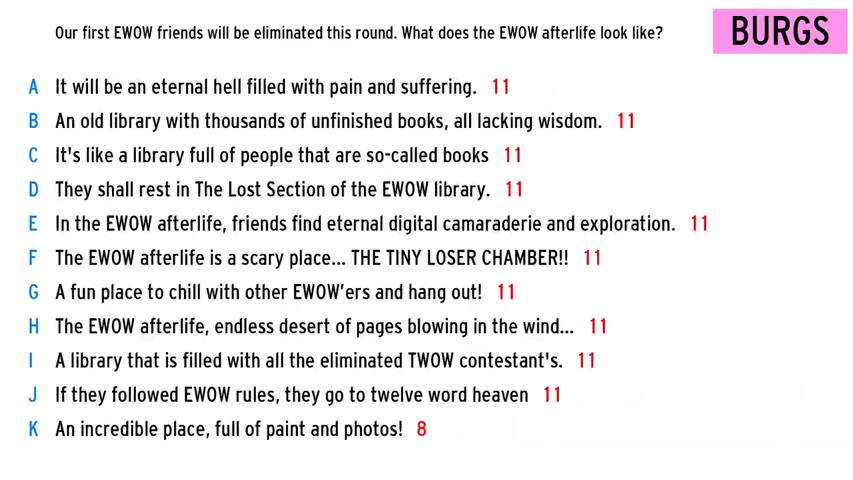 Our first EWOW friends will be eliminated this round. What does the EWOW afterlife look like?
BURGS
A It will be an eternal hell filled with pain and suffering. 11
B An old library with thousands of unfinished books, all lacking wisdom. 11
C It's like a library full of people that are so-called books 11
D They shall rest in The Lost Section of the EWOW library. 11
E In the EWOW afterlife, friends find eternal digital camaraderie and exploration. 11
F The EWOW afterlife is a scary place... THE TINY LOSER CHAMBER!! 11
G A fun place to chill with other EWOW'ers and hang out! 11
H The EWOW afterlife, endless desert of pages blowing in the wind... 11
I A library that is filled with all the eliminated TWOW contestant's. 11
J If they followed EWOW rules, they go to twelve word heaven 11
K An incredible place, full of paint and photos! 8